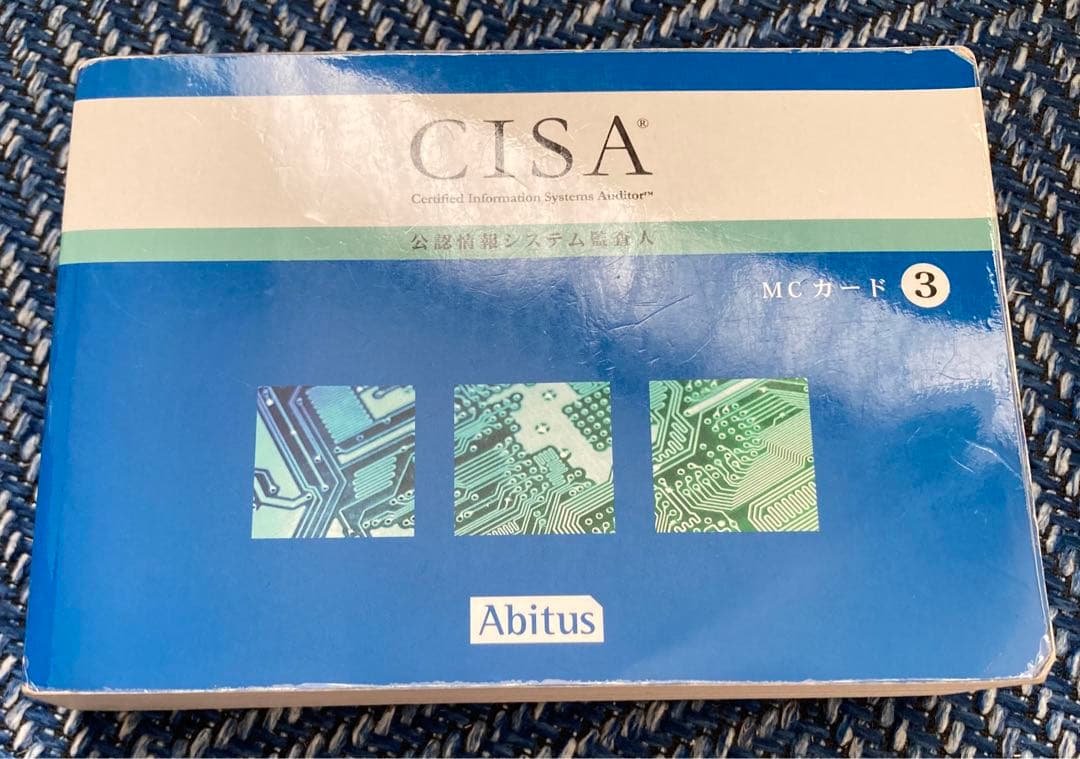 CISA®
Certified Information Systems Auditor™
公認情報システム監査人
MCカード 3
Abitus